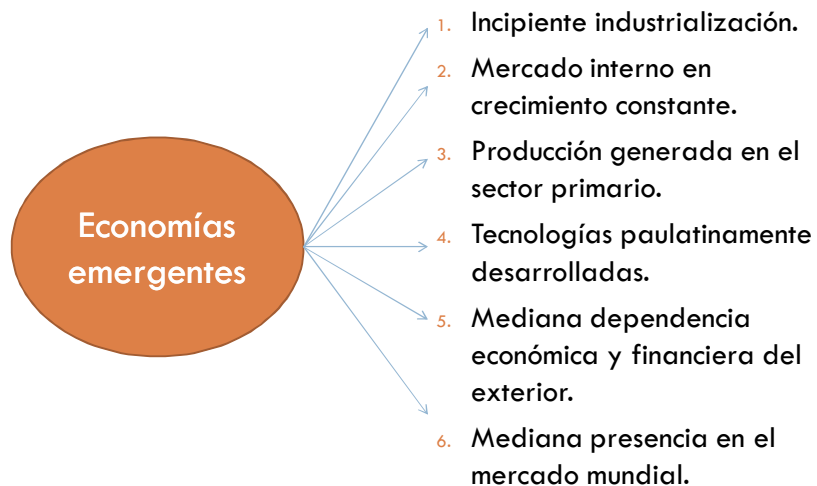 Economías
emergentes
1. Incipiente industrialización.
2. Mercado interno en
crecimiento constante.
3. Producción generada en el
sector primario.
4. Tecnologías paulatinamente
desarrolladas.
5. Mediana dependencia
económica y financiera del
exterior.
6. Mediana presencia en el
mercado mundial.